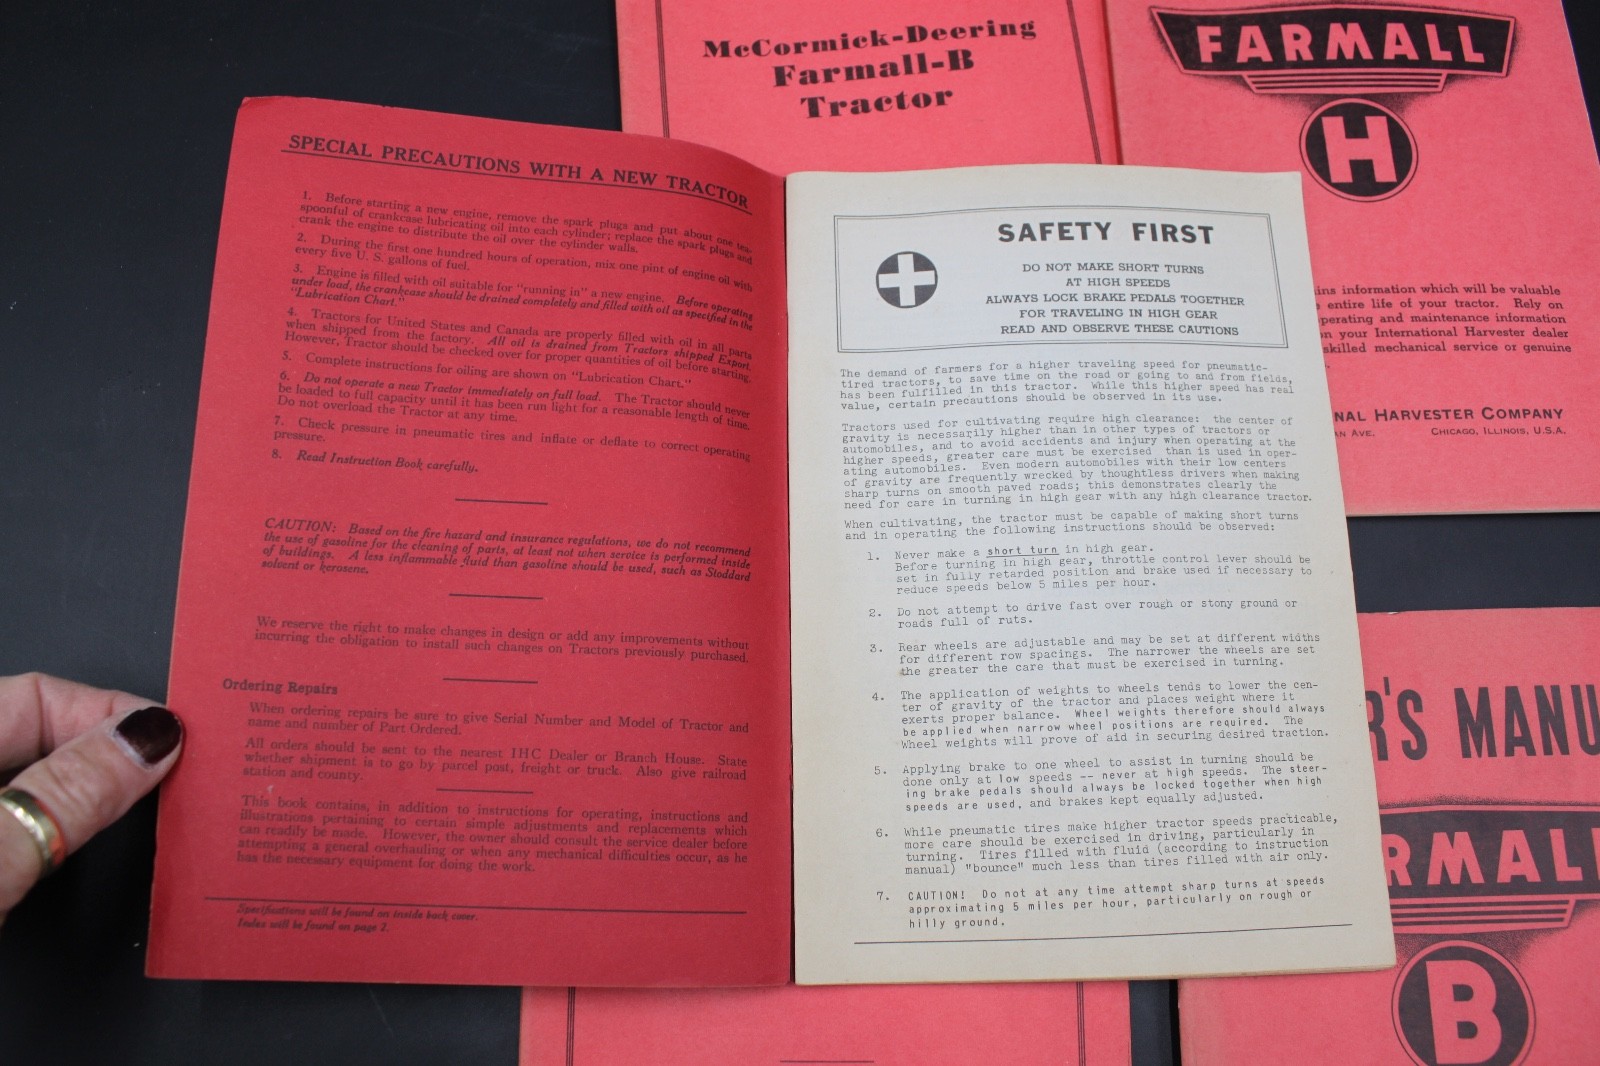 McCormick-Deering
Farmall-B
Tractor
FARMALL
H
ins information which will be valuable
entire life of your tractor. Rely on
perating and maintenance information
n your International Harvester dealer
skilled mechanical service or genuine
NAL HARVESTER COMPANY
AN AVE. CHICAGO, ILLINOIS, U.S.A.
SPECIAL PRECAUTIONS WITH A NEW TRACTOR
1. Before starting a new engine, remove the spark plugs and put about one tea-
spoonful of crankcase lubricating oil into each cylinder; replace the spark plugs and
crank the engine to distribute the oil over the cylinder walls.
2. During the first one hundred hours of operation, mix one pint of engine oil with
every five U. S. gallons of fuel.
3. Engine is filled with oil suitable for "running in" a new engine. Before operating
under load, the crankcase should be drained completely and filled with oil as specified in the
"Lubrication Chart."
4. Tractors for United States and Canada are properly filled with oil in all parts
when shipped from the factory. All oil is drained from Tractors shipped Export.
However, Tractor should be checked over for proper quantities of oil before starting.
5. Complete instructions for oiling are shown on "Lubrication Chart."
6. Do not operate a new Tractor immediately on full load. The Tractor should never
be loaded to full capacity until it has been run light for a reasonable length of time.
Do not overload the Tractor at any time.
7. Check pressure in pneumatic tires and inflate or deflate to correct operating
pressure.
8. Read Instruction Book carefully.
CAUTION: Based on the fire hazard and insurance regulations, we do not recommend
the use of gasoline for the cleaning of parts, at least not when service is performed inside
of buildings. A less inflammable fluid than gasoline should be used, such as Stoddard
solvent or kerosene.
We reserve the right to make changes in design or add any improvements without
incurring the obligation to install such changes on Tractors previously purchased.
Ordering Repairs
When ordering repairs be sure to give Serial Number and Model of Tractor and
name and number of Part Ordered.
All orders should be sent to the nearest IHC Dealer or Branch House. State
whether shipment is to go by parcel post, freight or truck. Also give railroad
station and county.
This book contains, in addition to instructions for operating, instructions and
illustrations pertaining to certain simple adjustments and replacements which
can readily be made. However, the owner should consult the service dealer before
attempting a general overhauling or when any mechanical difficulties occur, as he
has the necessary equipment for doing the work.
Specifications will be found on inside back cover.
Index will be found on page 2.
SAFETY FIRST
DO NOT MAKE SHORT TURNS
AT HIGH SPEEDS
ALWAYS LOCK BRAKE PEDALS TOGETHER
FOR TRAVELING IN HIGH GEAR
READ AND OBSERVE THESE CAUTIONS
The demand of farmers for a higher traveling speed for pneumatic-
tired tractors, to save time on the road or going to and from fields,
has been fulfilled in this tractor. While this higher speed has real
value, certain precautions should be observed in its use.
Tractors used for cultivating require high clearance: the center of
gravity is necessarily higher than in other types of tractors or
automobiles, and to avoid accidents and injury when operating at the
higher speeds, greater care must be exercised than is used in oper-
ating automobiles. Even modern automobiles with their low centers
of gravity are frequently wrecked by thoughtless drivers when making
sharp turns on smooth paved roads; this demonstrates clearly the
need for care in turning in high gear with any high clearance tractor.
When cultivating, the tractor must be capable of making short turns
and in operating the following instructions should be observed:
1. Never make a short turn in high gear.
Before turning in high gear, throttle control lever should be
set in fully retarded position and brake used if necessary to
reduce speeds below 5 miles per hour.
2. Do not attempt to drive fast over rough or stony ground or
roads full of ruts.
3. Rear wheels are adjustable and may be set at different widths
for different row spacings. The narrower the wheels are set
the greater the care that must be exercised in turning.
4. The application of weights to wheels tends to lower the cen-
ter of gravity of the tractor and places weight where it
exerts proper balance. Wheel weights therefore should always
be applied when narrow wheel positions are required. The
Wheel weights will prove of aid in securing desired traction.
5. Applying brake to one wheel to assist in turning should be
done only at low speeds -- never at high speeds. The steer-
ing brake pedals should always be locked together when high
speeds are used, and brakes kept equally adjusted.
6. While pneumatic tires make higher tractor speeds practicable,
more care should be exercised in driving, particularly in
turning. Tires filled with fluid (according to instruction
manual) "bounce" much less than tires filled with air only.
7. CAUTION! Do not at any time attempt sharp turns at speeds
approximating 5 miles per hour, particularly on rough or
hilly ground.
R'S MANU
RMALL
B